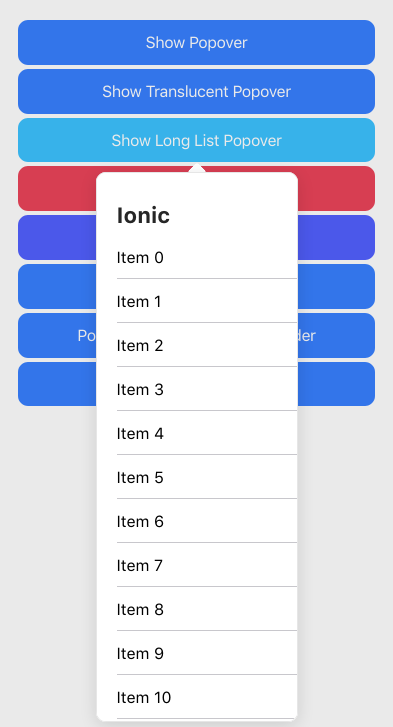 Show Popover
Show Translucent Popover
Show Long List Popover
Ionic
Item 0
Item 1
Item 2
Item 3
Item 4
Item 5
Item 6
Item 7
Item 8
Item 9
Item 10